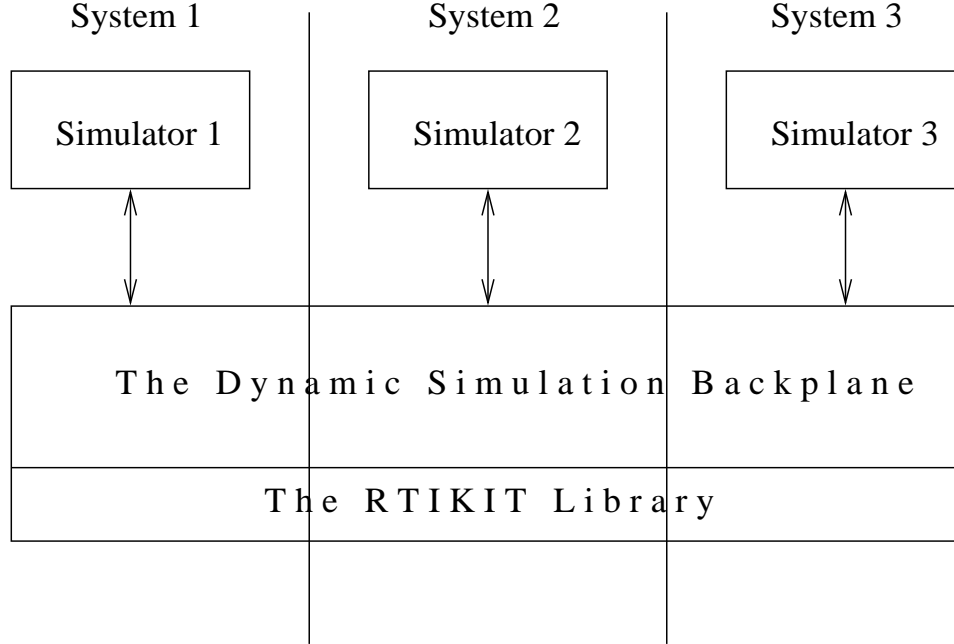 System 1
System 2
System 3
Simulator 1
Simulator 2
Simulator 3
The Dynamic Simulation Backplane
The RTIKIT Library